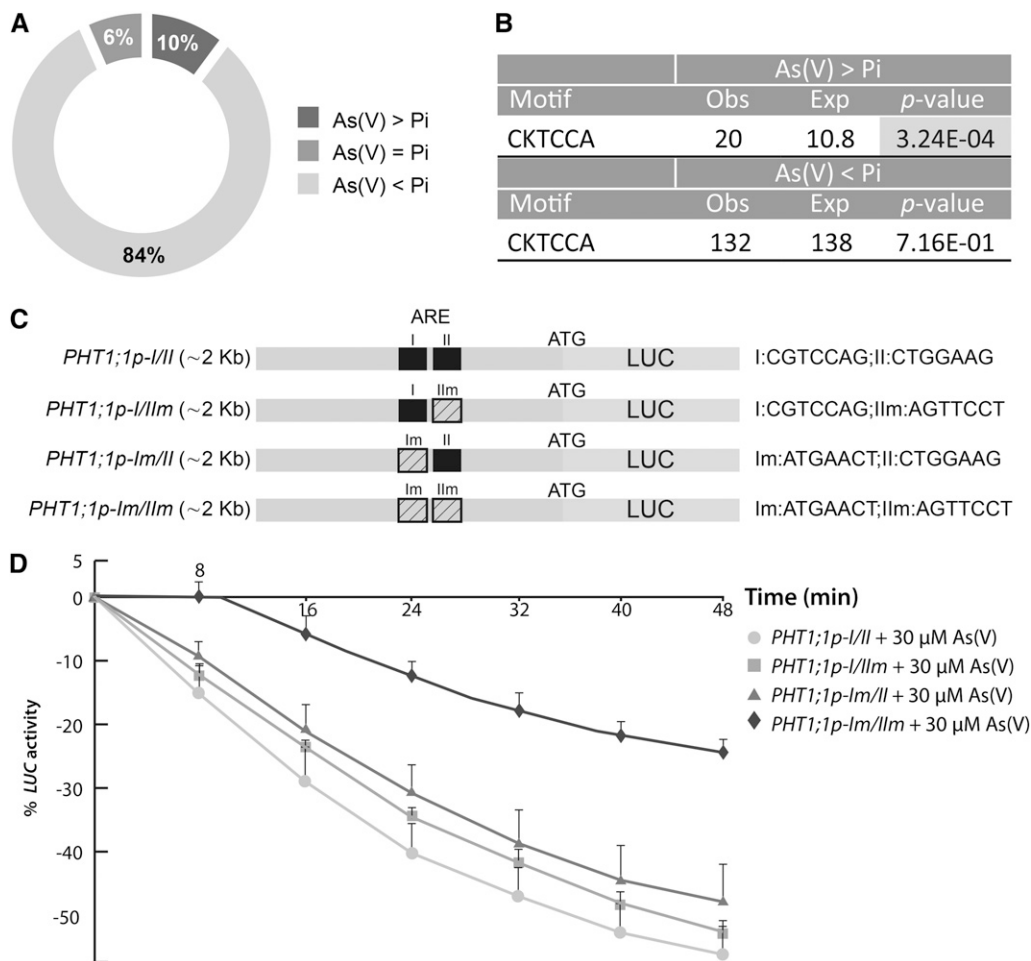 A
6%
10%
84%
As(V) > Pi
As(V) = Pi
As(V) < Pi
B
As(V) > Pi
Motif Obs Exp p-value
CKTCCA 20 10.8 3.24E-04
As(V) < Pi
Motif Obs Exp p-value
CKTCCA 132 138 7.16E-01
C
ARE
I II ATG
PHT1;1p-I/II (~2 Kb) LUC I:CGTCCAG;II:CTGGAAG
I IIm ATG
PHT1;1p-I/IIm (~2 Kb) LUC I:CGTCCAG;IIm:AGTTCCT
Im II ATG
PHT1;1p-Im/II (~2 Kb) LUC Im:ATGAACT;II:CTGGAAG
Im IIm ATG
PHT1;1p-Im/IIm (~2 Kb) LUC Im:ATGAACT;IIm:AGTTCCT
D
5
0
-10
-20
-30
-40
-50
% LUC activity
8 16 24 32 40 48
Time (min)
PHT1;1p-I/II + 30 µM As(V)
PHT1;1p-I/IIm + 30 µM As(V)
PHT1;1p-Im/II + 30 µM As(V)
PHT1;1p-Im/IIm + 30 µM As(V)